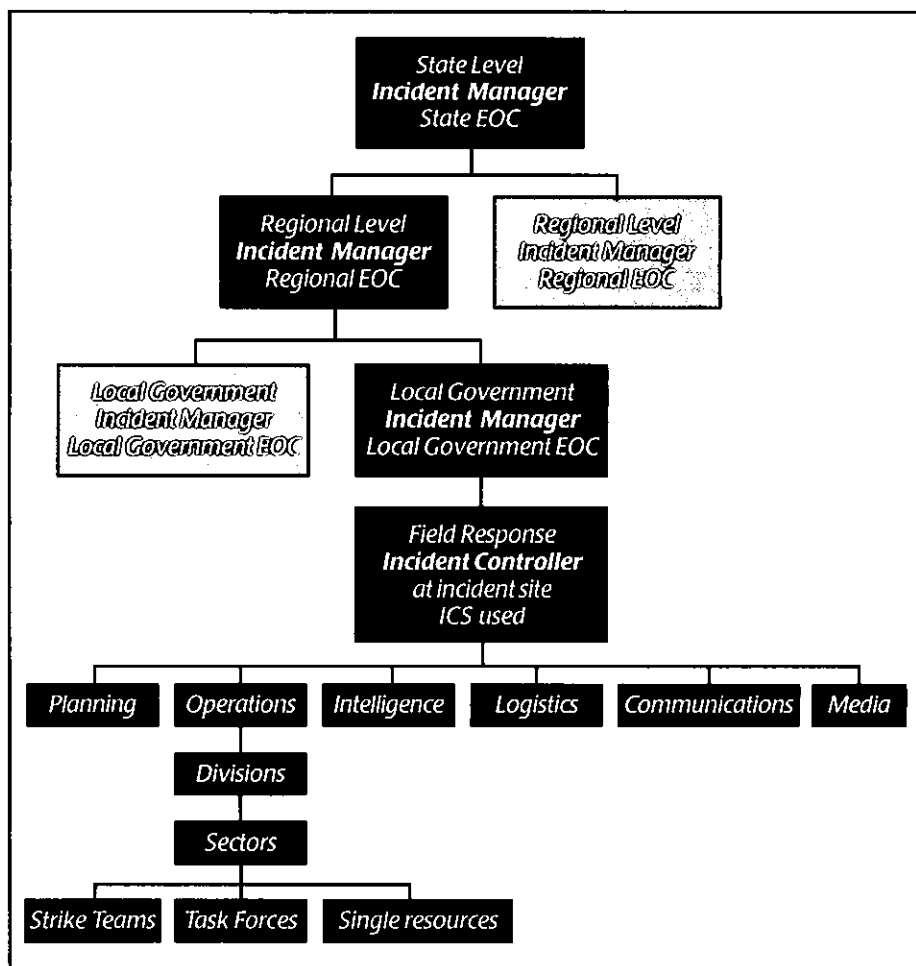 State Level
Incident Manager
State EOC
Regional Level
Incident Manager
Regional EOC
Regional Level
Incident Manager
Regional EOC
Local Government
Incident Manager
Local Government EOC
Local Government
Incident Manager
Local Government EOC
Field Response
Incident Controller
at incident site
ICS used
Planning
Operations
Intelligence
Logistics
Communications
Media
Divisions
Sectors
Strike Teams
Task Forces
Single resources